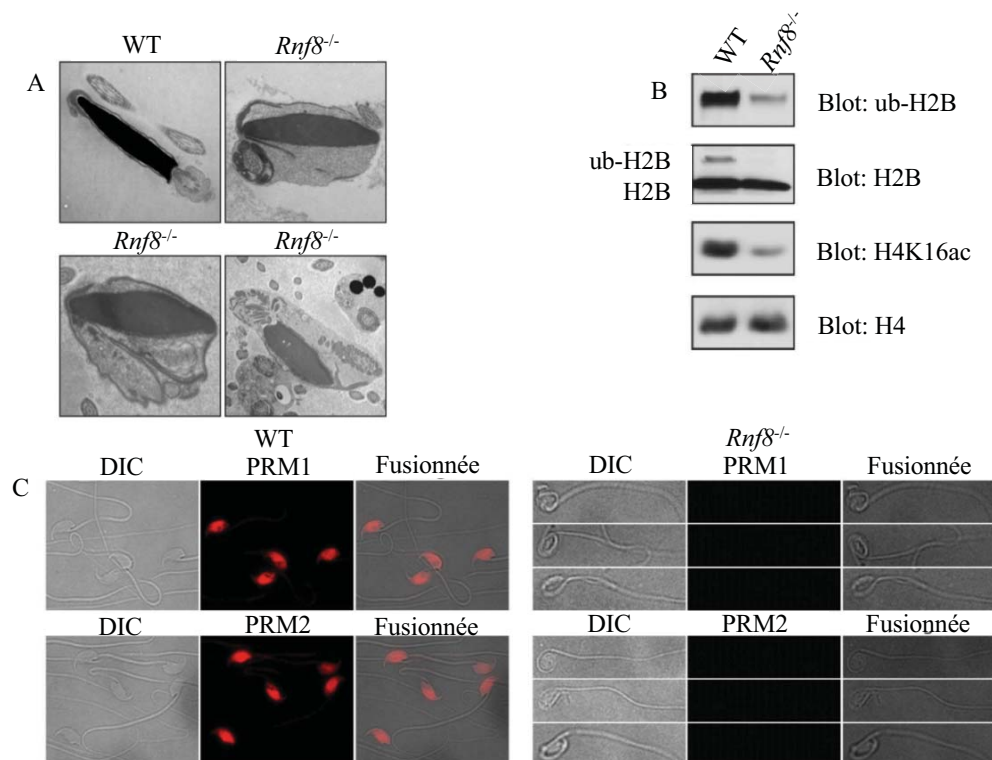 WT
Rnf8-/-
A
Rnf8-/-
Rnf8-/-
WT
Rnf8-/-
B
Blot: ub-H2B
ub-H2B
H2B
Blot: H2B
Blot: H4K16ac
Blot: H4
C
WT
DIC
PRM1
Fusionnée
DIC
PRM2
Fusionnée
Rnf8-/-
DIC
PRM1
Fusionnée
DIC
PRM2
Fusionnée